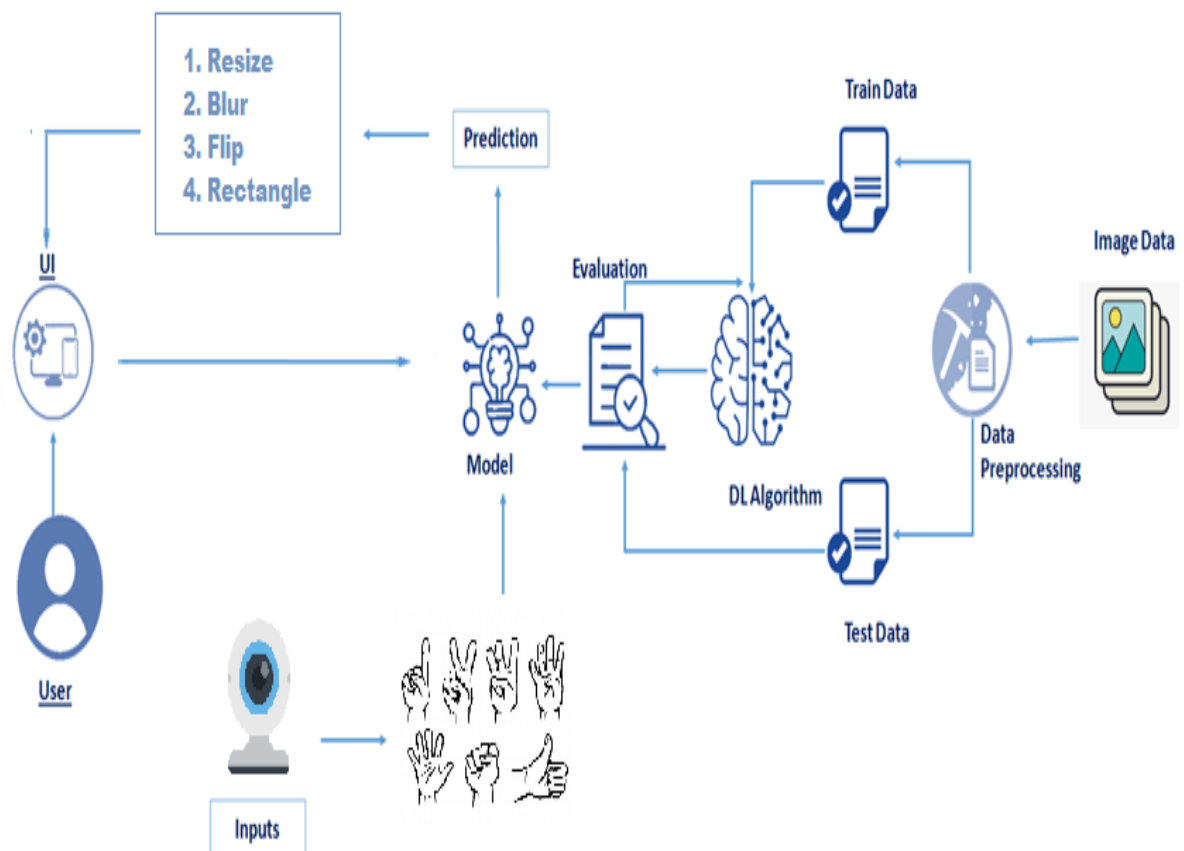 1. Resize
2. Blur
3. Flip
4. Rectangle
Prediction
Train Data
UI
Evaluation
Image Data
Model
DL Algorithm
Data
Preprocessing
Test Data
User
Inputs